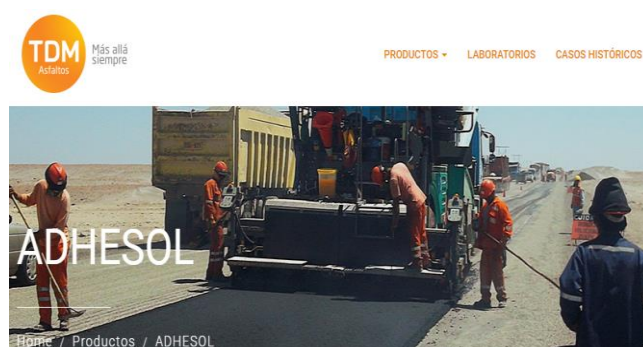 TDM
Asfaltos
Más allá
siempre
PRODUCTOS
LABORATORIOS
CASOS HISTÓRICOS
ADHESOL
Home / Productos / ADHESOL